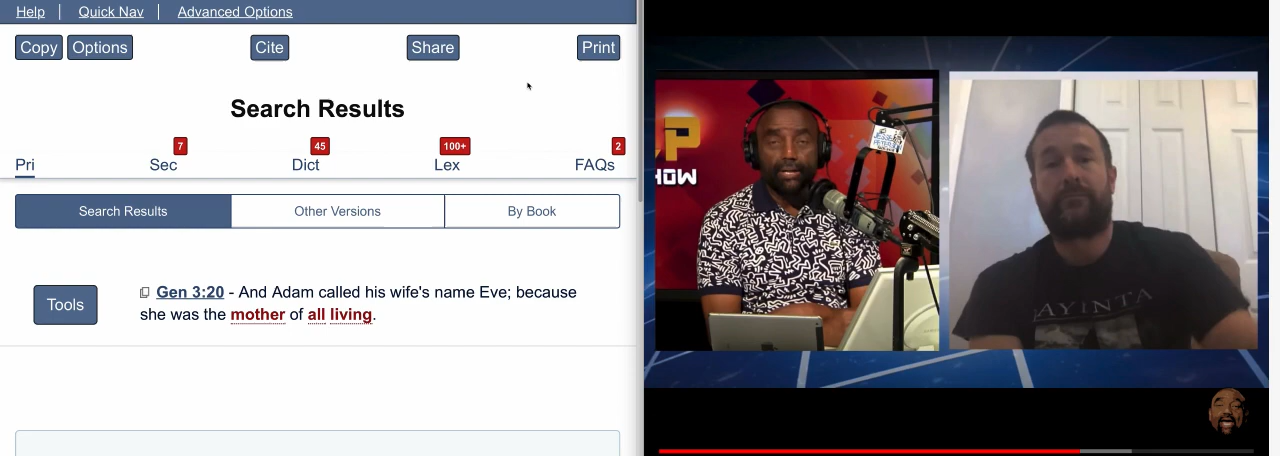 Help
Quick Nav
Advanced Options
Copy
Options
Cite
Share
Print
Search Results
7
45
100+
2
Pri
Sec
Dict
Lex
FAQs
Search Results
Other Versions
By Book
Tools
Gen 3:20 - And Adam called his wife's name Eve; because
she was the mother of all living.
P
HOW
JESSE
AYINTA